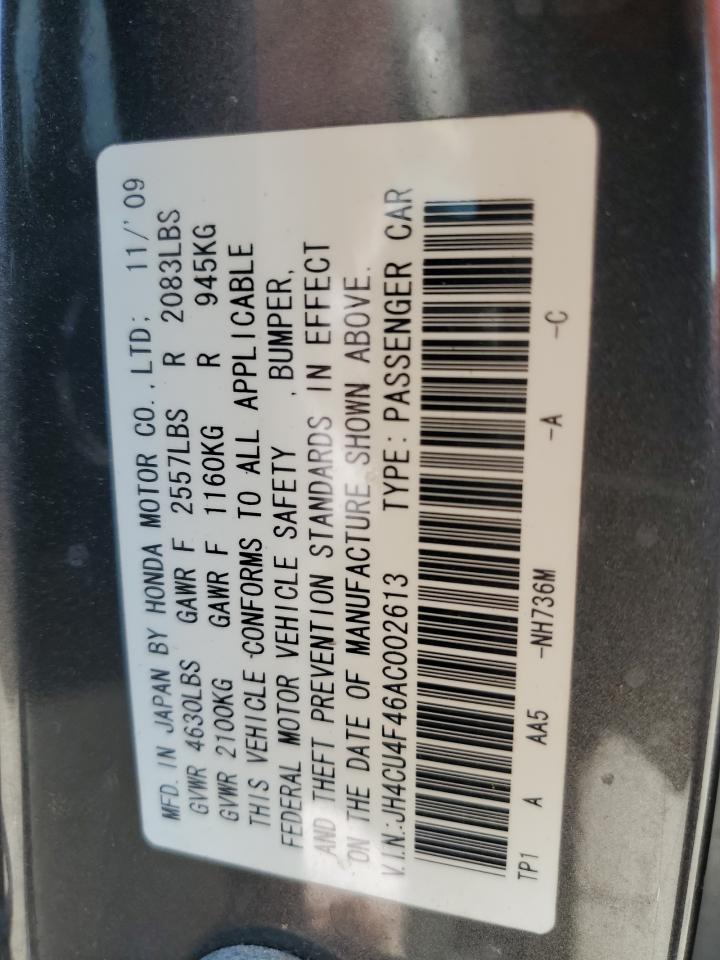 MFD. IN JAPAN BY HONDA MOTOR CO., LTD; 11/'09
GVWR 4630LBS GAWR F 2557LBS R 2083LBS
GVWR 2100KG GAWR F 1160KG R 945KG
THIS VEHICLE CONFORMS TO ALL APPLICABLE
FEDERAL MOTOR VEHICLE SAFETY , BUMPER,
AND THEFT PREVENTION STANDARDS IN EFFECT
ON THE DATE OF MANUFACTURE SHOWN ABOVE.
V.I.N.:JH4CU4F46AC002613 TYPE: PASSENGER CAR
TP1 A AA5 -NH736M -A -C